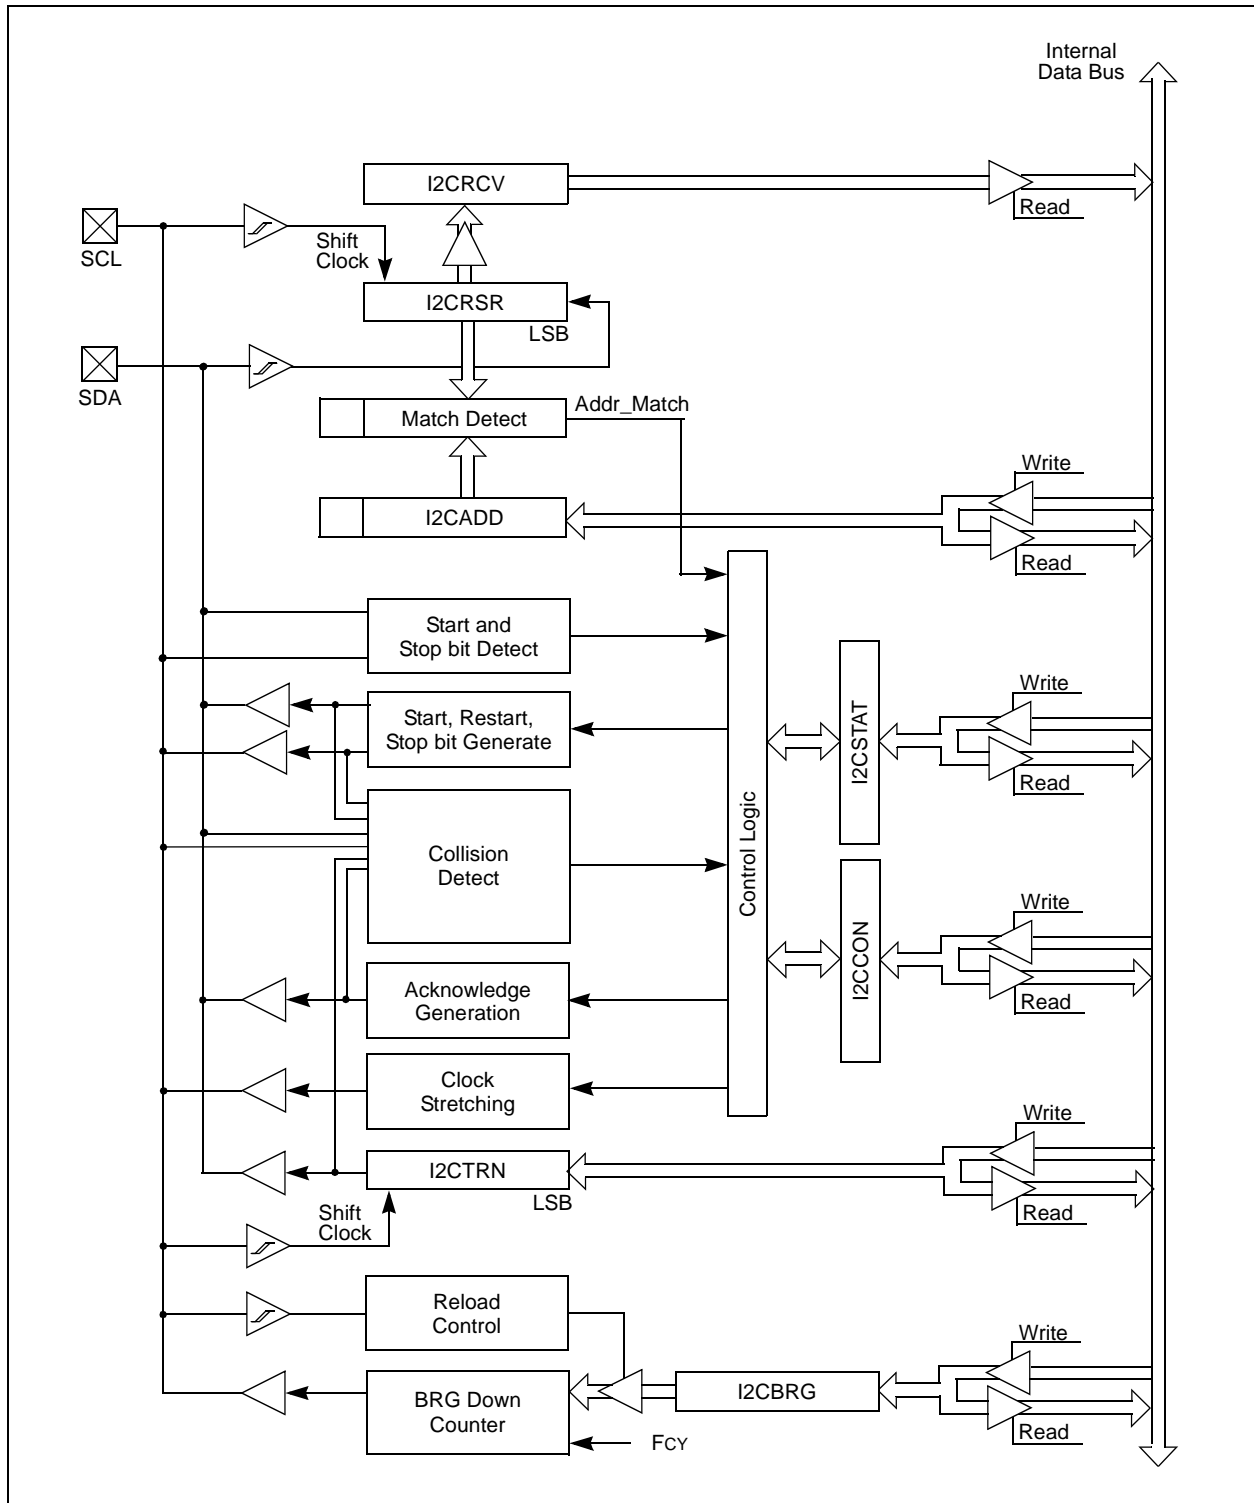 Internal
Data Bus
I2CRCV
Read
SCL
Shift
Clock
I2CRSR
LSB
SDA
Match Detect
Addr_Match
Write
I2CADD
Read
Start and
Stop bit Detect
Write
Start, Restart,
Stop bit Generate
I2CSTAT
Read
Control Logic
Collision
Detect
Write
I2CCON
Read
Acknowledge
Generation
Clock
Stretching
Write
I2CTRN
LSB
Read
Shift
Clock
Reload
Control
Write
I2CBRG
BRG Down
Counter
Read
FCY